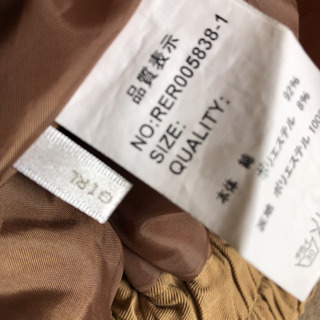 品質表示
NO:RER005838-1
SIZE:
QUALITY:
本体 綿 92%
ポリエステル 8%
裏地 ポリエステル 100%
GIRL